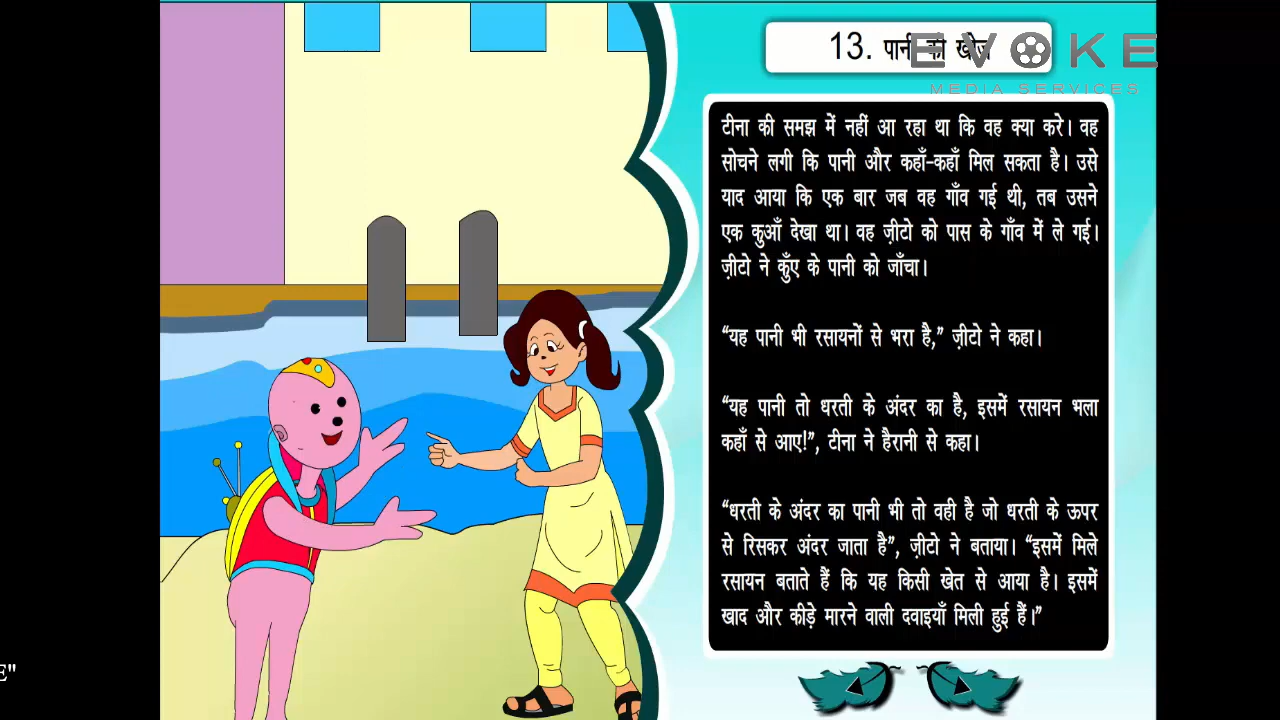 13. पानी की खोज
EVOKE
MEDIA SERVICES
टीना की समझ में नहीं आ रहा था कि वह क्या करे। वह
सोचने लगी कि पानी और कहाँ-कहाँ मिल सकता है। उसे
याद आया कि एक बार जब वह गाँव गई थी, तब उसने
एक कुआँ देखा था। वह ज़ीटो को पास के गाँव में ले गई।
ज़ीटो ने कुँए के पानी को जाँचा।
“यह पानी भी रसायनों से भरा है,” ज़ीटो ने कहा।
“यह पानी तो धरती के अंदर का है, इसमें रसायन भला
कहाँ से आए!”, टीना ने हैरानी से कहा।
“धरती के अंदर का पानी भी तो वही है जो धरती के ऊपर
से रिसकर अंदर जाता है”, ज़ीटो ने बताया। “इसमें मिले
रसायन बताते हैं कि यह किसी खेत से आया है। इसमें
खाद और कीड़े मारने वाली दवाइयाँ मिली हुई हैं।”
E"